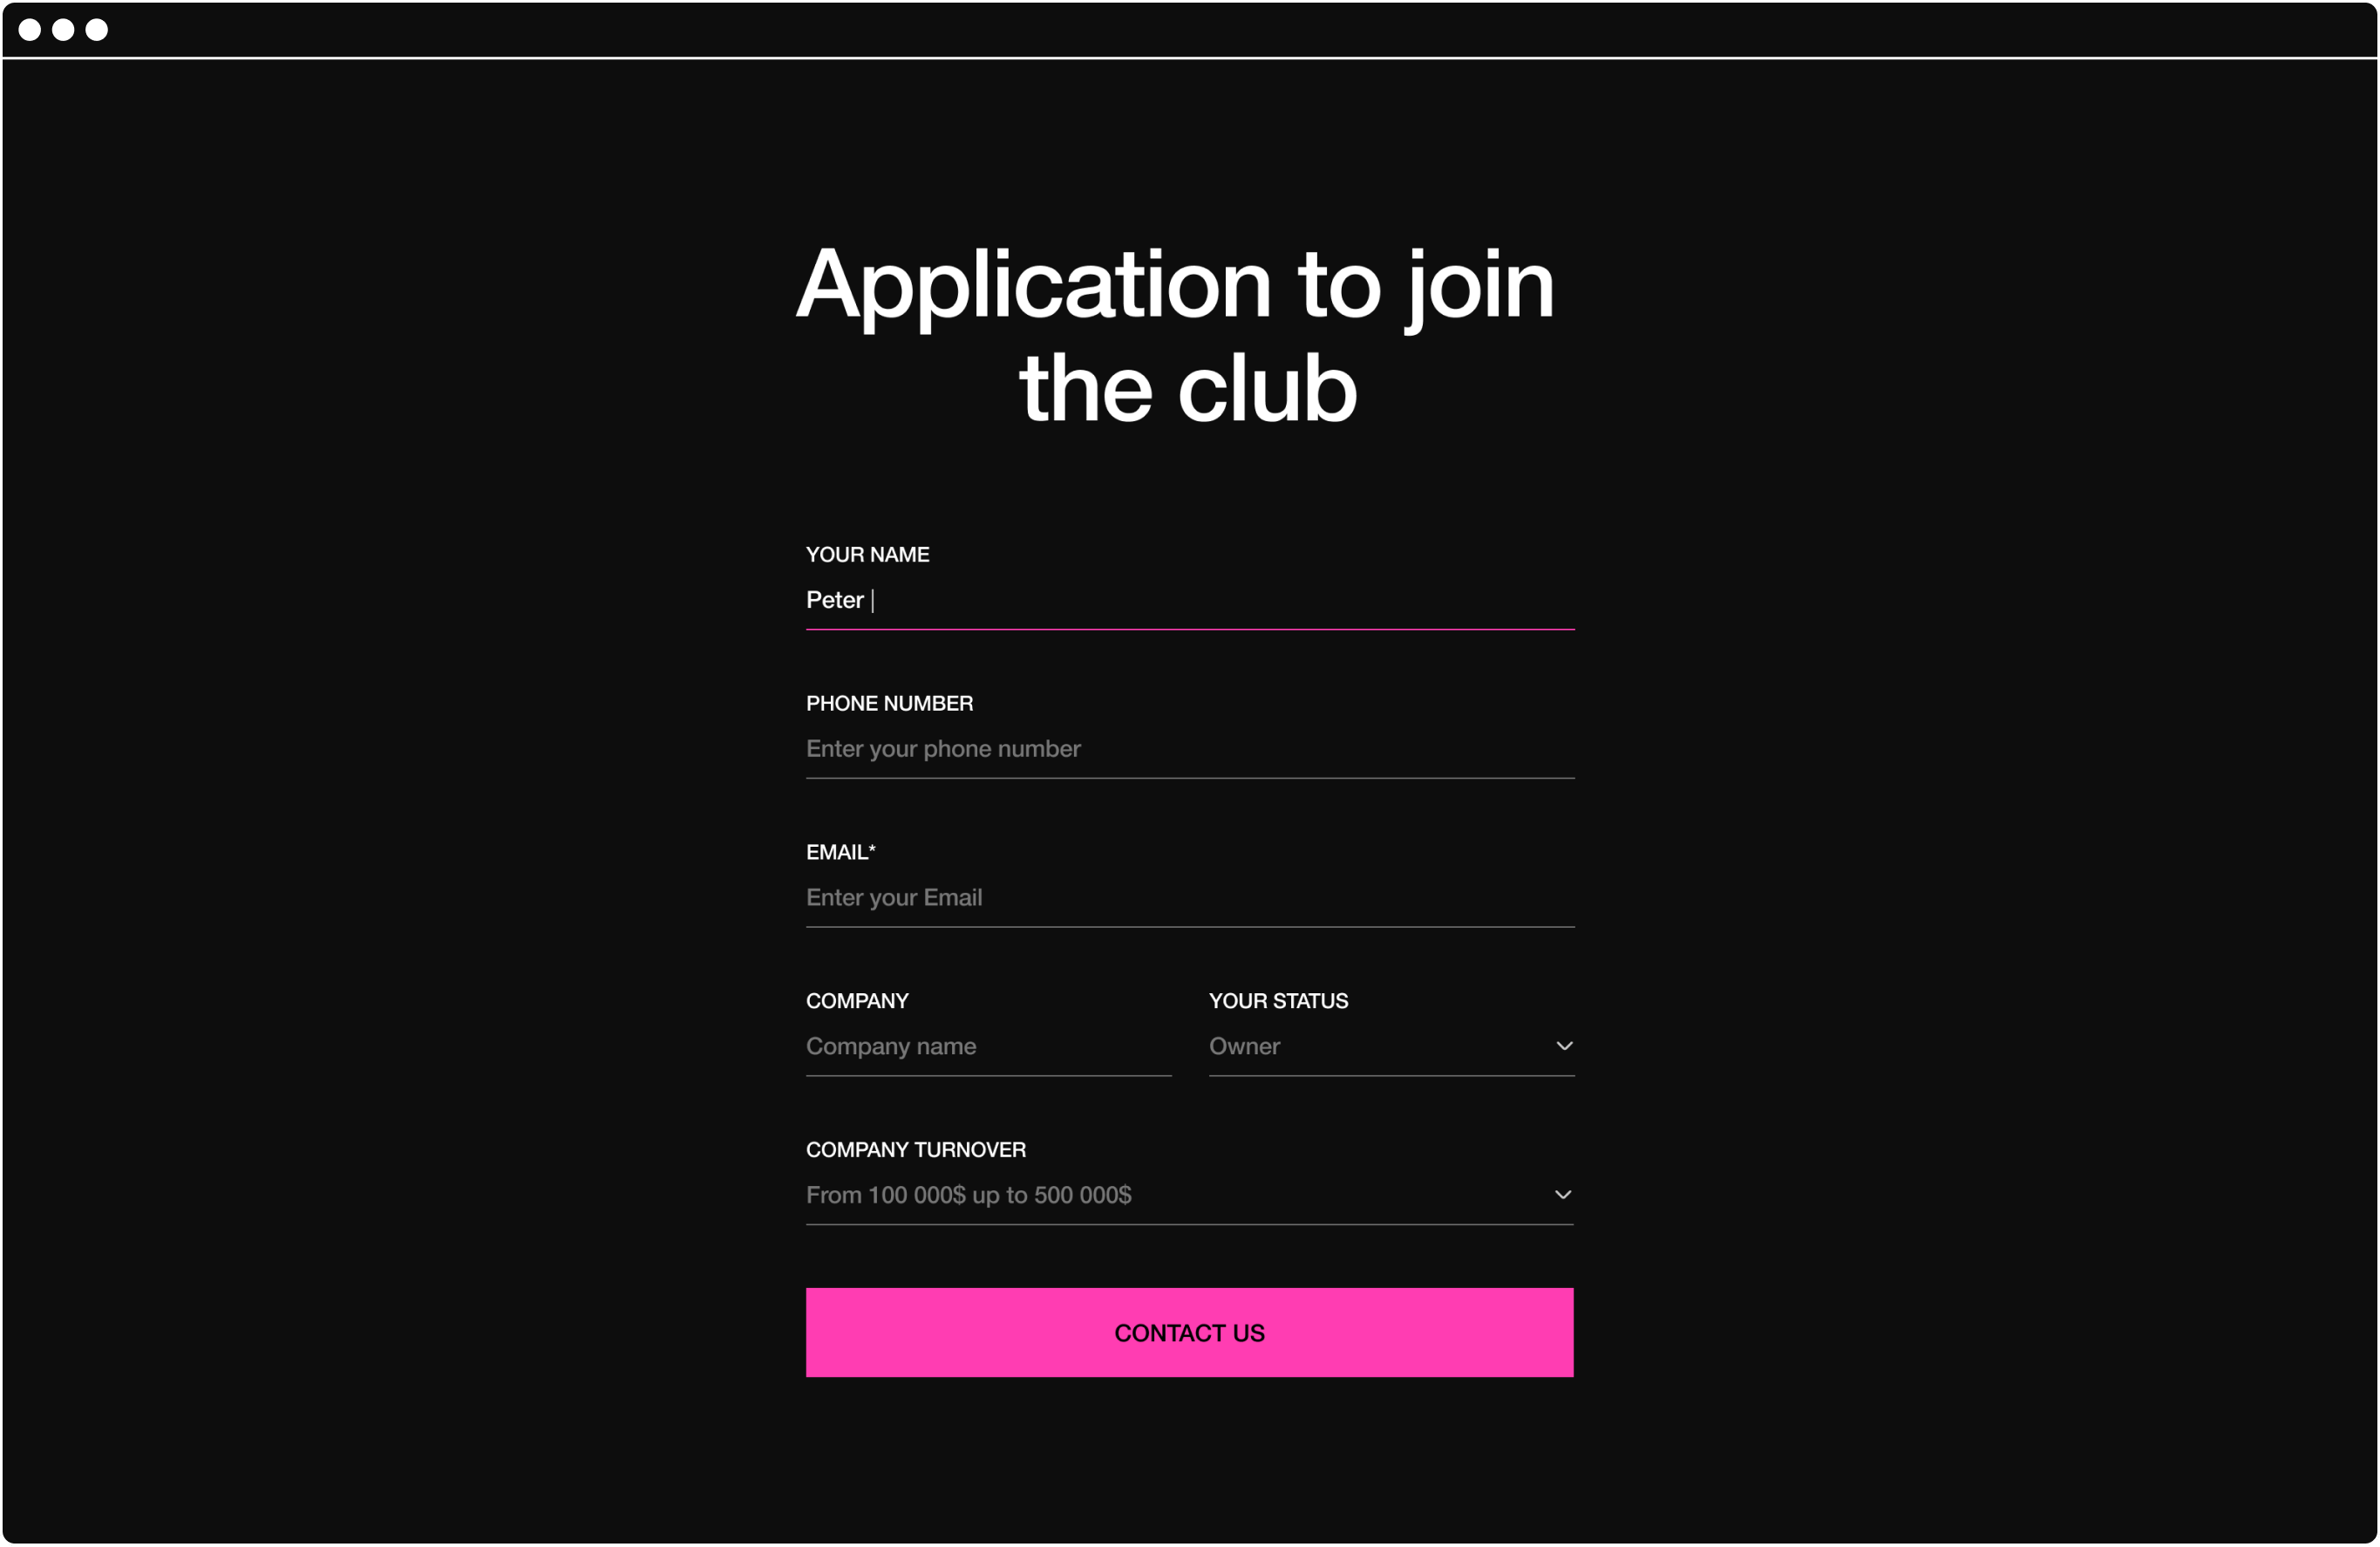 Application to join
the club
YOUR NAME
Peter
PHONE NUMBER
Enter your phone number
EMAIL*
Enter your Email
COMPANY
Company name
YOUR STATUS
Owner
COMPANY TURNOVER
From 100 000$ up to 500 000$
CONTACT US